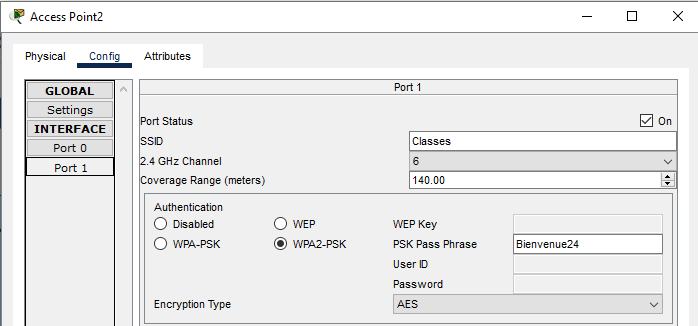 Access Point2
Physical Config Attributes
GLOBAL
Settings
INTERFACE
Port 0
Port 1
Port 1
Port Status On
SSID Classes
2.4 GHz Channel 6
Coverage Range (meters) 140.00
Authentication
Disabled WEP WEP Key
WPA-PSK WPA2-PSK PSK Pass Phrase Bienvenue24
User ID
Password
Encryption Type AES